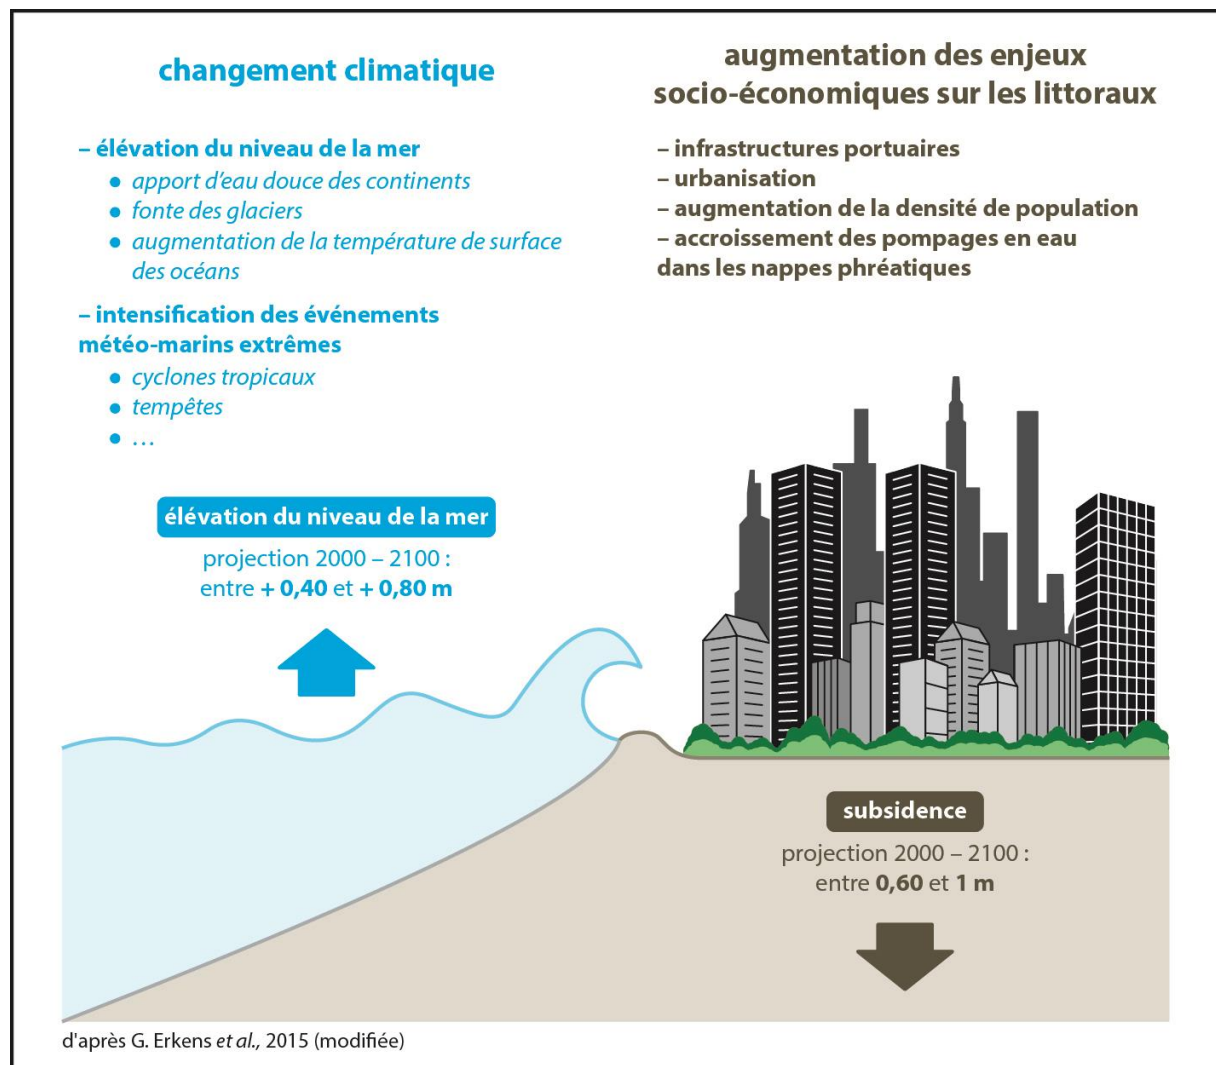 changement climatique
– élévation du niveau de la mer
● apport d’eau douce des continents
● fonte des glaciers
● augmentation de la température de surface
des océans
– intensification des événements
météo-marins extrêmes
● cyclones tropicaux
● tempêtes
● …
élévation du niveau de la mer
projection 2000 – 2100 :
entre + 0,40 et + 0,80 m
augmentation des enjeux
socio-économiques sur les littoraux
– infrastructures portuaires
– urbanisation
– augmentation de la densité de population
– accroissement des pompages en eau
dans les nappes phréatiques
subsidence
projection 2000 – 2100 :
entre 0,60 et 1 m
d'après G. Erkens et al., 2015 (modifiée)